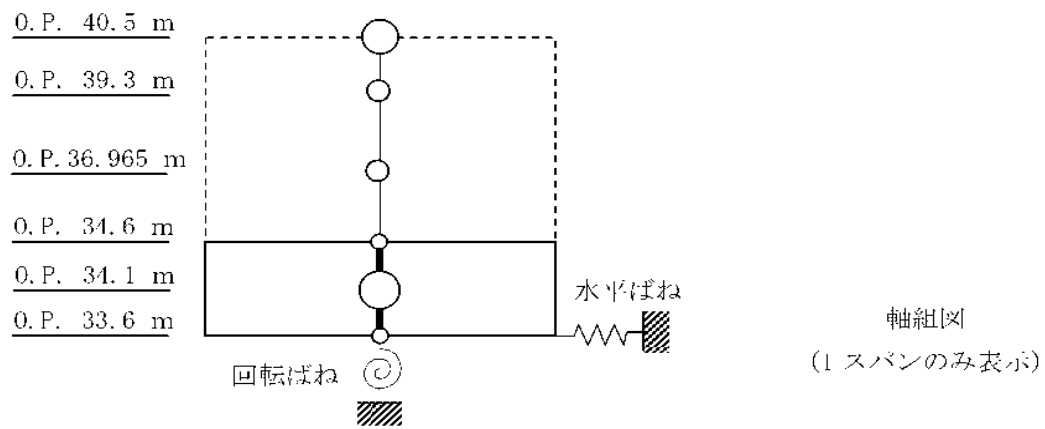 O.P. 40.5 m
O.P. 39.3 m
O.P.36.965 m
O.P. 34.6 m
O.P. 34.1 m
O.P. 33.6 m
水平ばね
回転ばね
軸組図
(1 スパンのみ表示)